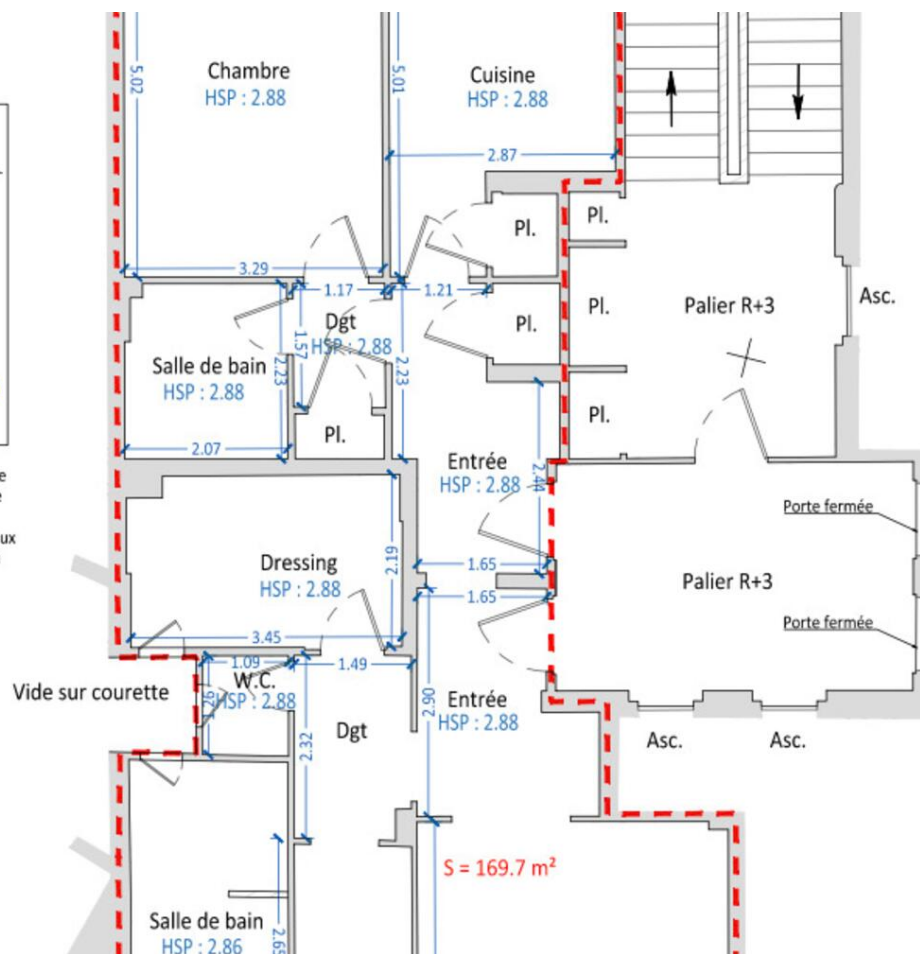 Chambre
HSP : 2.88
5.02
5.01
Cuisine
HSP : 2.88
2.87
3.29
Pl.
Pl.
1.17
1.21
Dgt
HSP : 2.88
1.57
2.23
2.23
Pl.
Pl.
Palier R+3
Asc.
Salle de bain
HSP : 2.88
2.07
Pl.
Pl.
Entrée
HSP : 2.88
2.44
e
ux
Dressing
HSP : 2.88
2.19
1.65
1.65
Porte fermée
Palier R+3
Porte fermée
3.45
1.09
1.49
W.C.
HSP : 2.88
1.26
Vide sur courette
2.32
Dgt
2.90
Entrée
HSP : 2.88
Asc.
Asc.
S = 169.7 m²
Salle de bain
HSP : 2.86